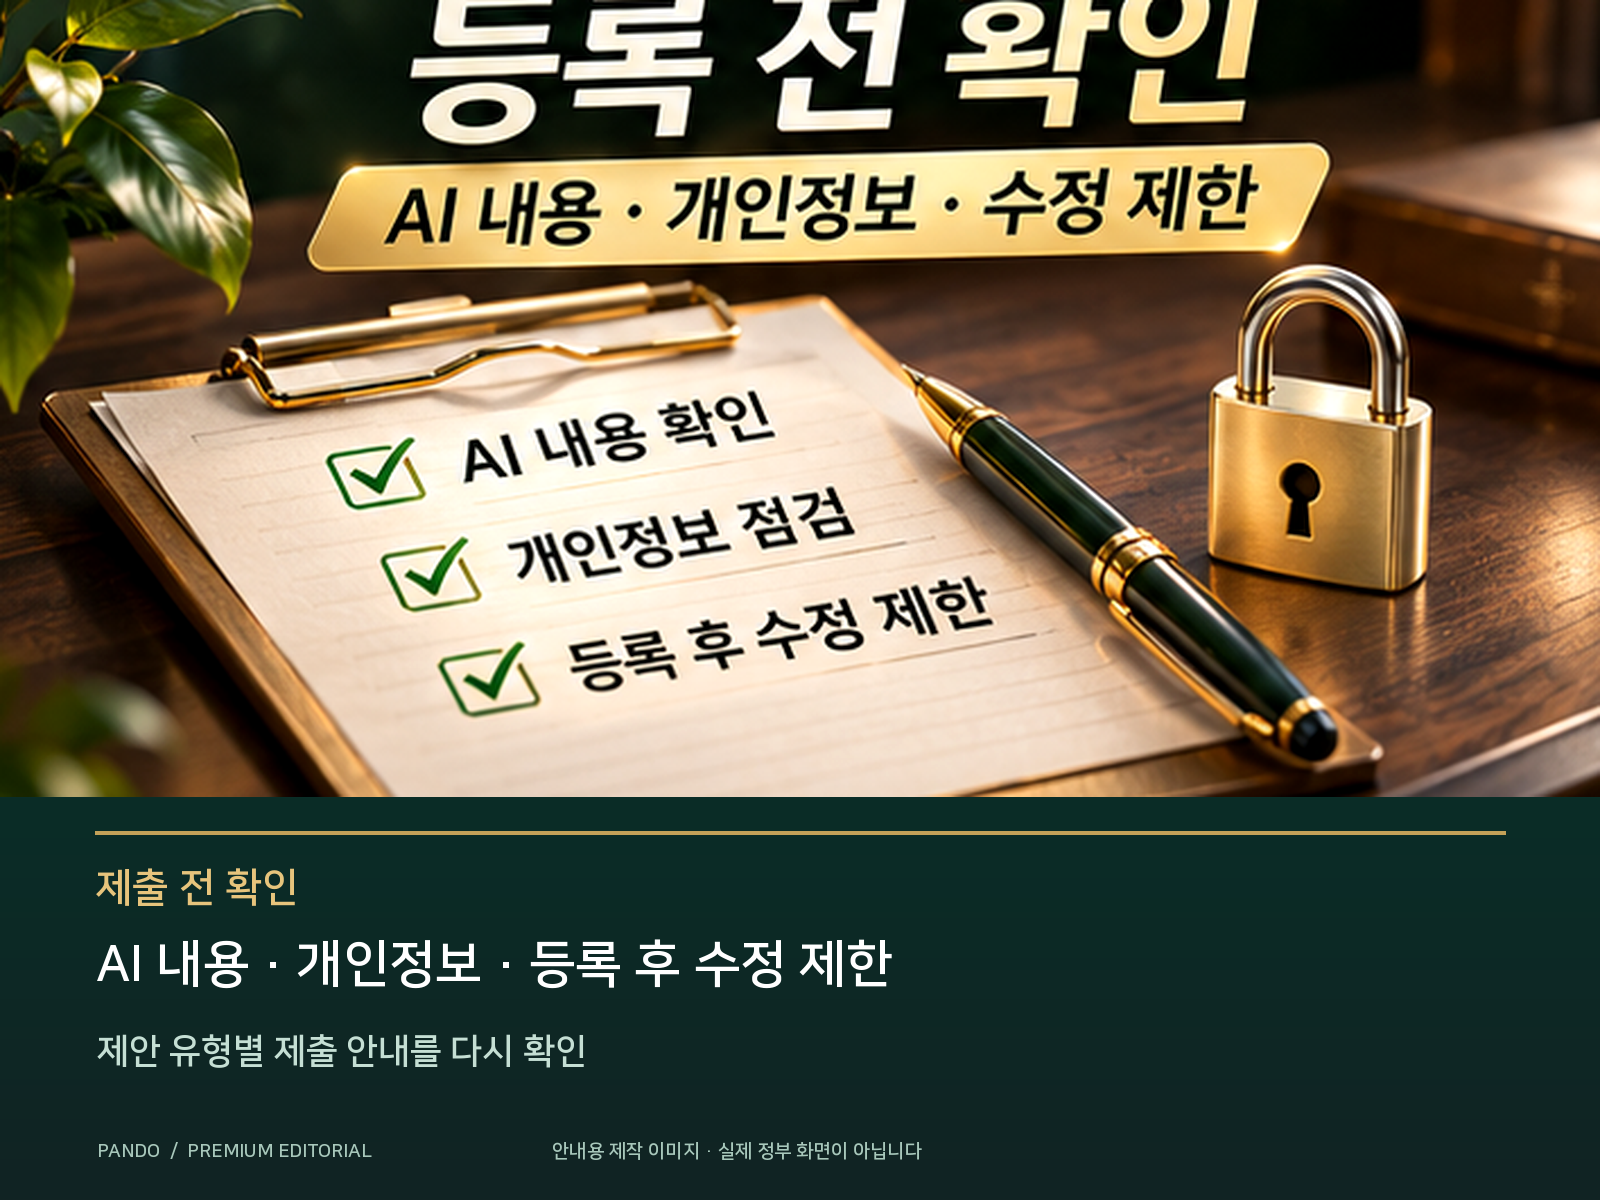 등록 전 확인
AI 내용 · 개인정보 · 수정 제한
AI 내용 확인
개인정보 점검
등록 후 수정 제한
제출 전 확인
AI 내용 · 개인정보 · 등록 후 수정 제한
제안 유형별 제출 안내를 다시 확인
PANDO / PREMIUM EDITORIAL
안내용 제작 이미지 · 실제 정부 화면이 아닙니다